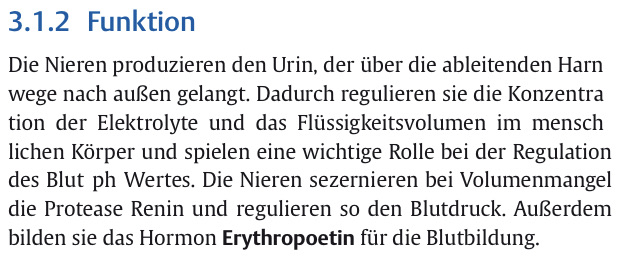 3.1.2 Funktion
Die Nieren produzieren den Urin, der über die ableitenden Harn
wege nach außen gelangt. Dadurch regulieren sie die Konzentra
tion der Elektrolyte und das Flüssigkeitsvolumen im mensch
lichen Körper und spielen eine wichtige Rolle bei der Regulation
des Blut ph Wertes. Die Nieren sezernieren bei Volumenmangel
die Protease Renin und regulieren so den Blutdruck. Außerdem
bilden sie das Hormon Erythropoetin für die Blutbildung.